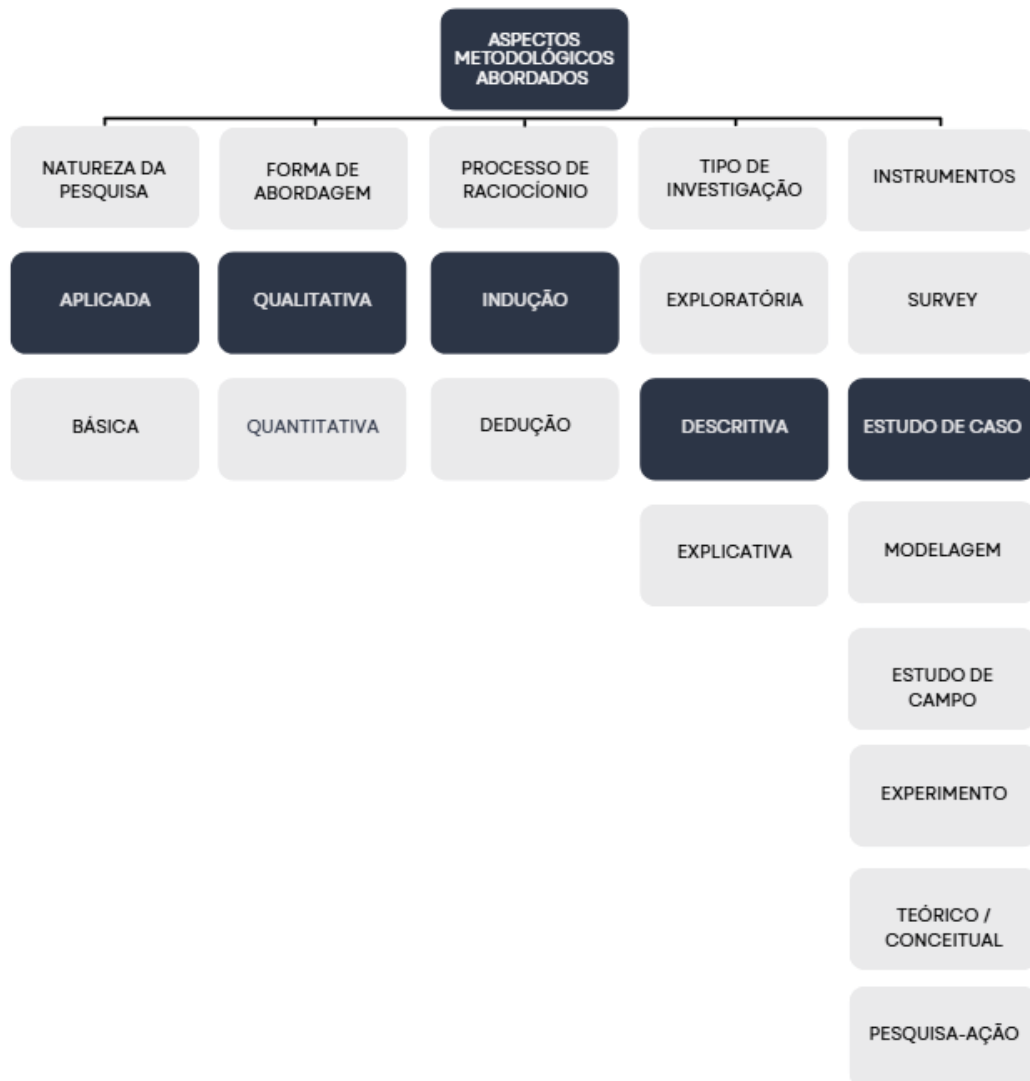 ASPECTOS
METODOLÓGICOS
ABORDADOS
NATUREZA DA
PESQUISA
FORMA DE
ABORDAGEM
PROCESSO DE
RACIOCÍONIO
TIPO DE
INVESTIGAÇÃO
INSTRUMENTOS
APLICADA
QUALITATIVA
INDUÇÃO
EXPLORATÓRIA
SURVEY
BÁSICA
QUANTITATIVA
DEDUÇÃO
DESCRITIVA
ESTUDO DE CASO
EXPLICATIVA
MODELAGEM
ESTUDO DE
CAMPO
EXPERIMENTO
TEÓRICO /
CONCEITUAL
PESQUISA-AÇÃO